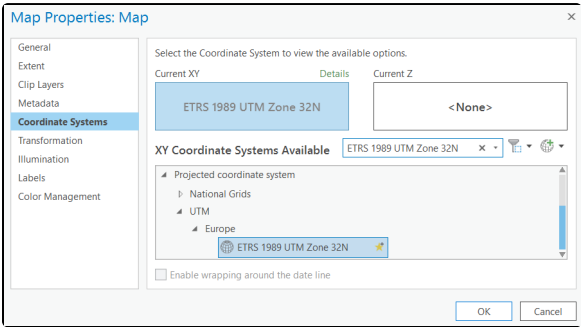 Map Properties: Map
General
Extent
Clip Layers
Metadata
Coordinate Systems
Transformation
Illumination
Labels
Color Management
Select the Coordinate System to view the available options.
Current XY Details Current Z
ETRS 1989 UTM Zone 32N <None>
XY Coordinate Systems Available ETRS 1989 UTM Zone 32N
Projected coordinate system
National Grids
UTM
Europe
ETRS 1989 UTM Zone 32N
Enable wrapping around the date line
OK Cancel